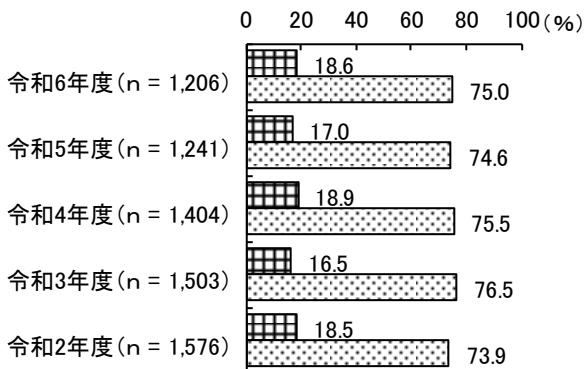 0 20 40 60 80 100(%)
令和6年度(n = 1,206) 18.6 75.0
令和5年度(n = 1,241) 17.0 74.6
令和4年度(n = 1,404) 18.9 75.5
令和3年度(n = 1,503) 16.5 76.5
令和2年度(n = 1,576) 18.5 73.9